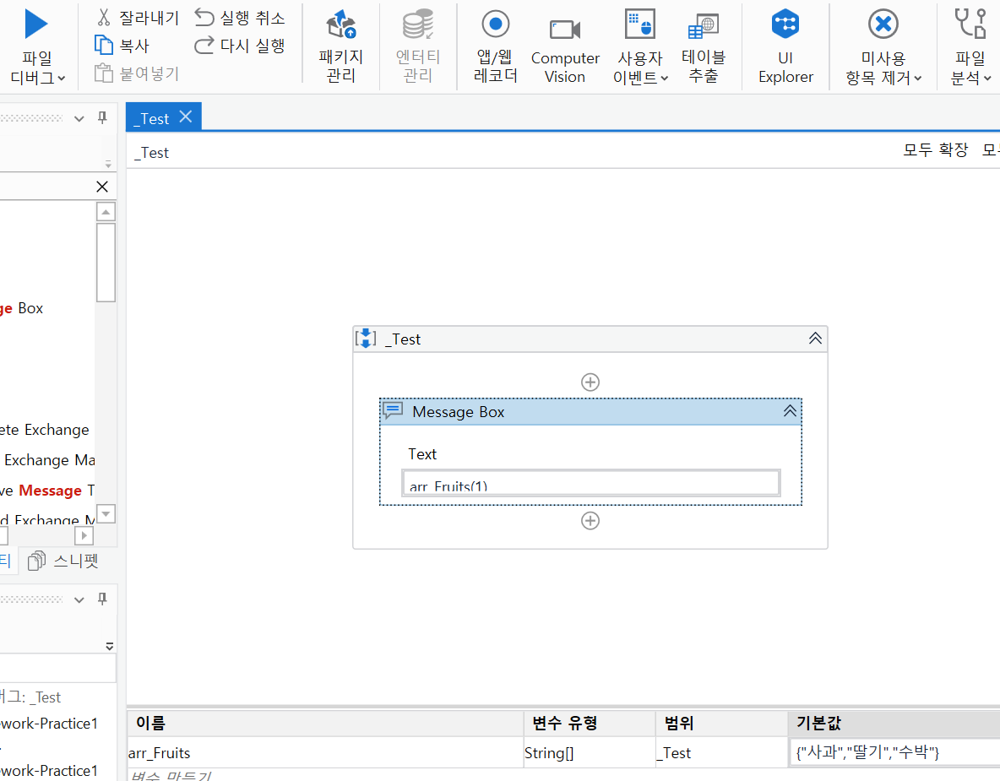 파일
디버그
잘라내기
복사
붙여넣기
실행 취소
다시 실행
패키지
관리
엔터티
관리
앱/웹
레코더
Computer
Vision
사용자
이벤트
테이블
추출
UI
Explorer
미사용
항목 제거
파일
분석
_Test
_Test
모두 확장
ge Box
ete Exchange
Exchange Ma
ve Message T
d Exchange M
티
스니펫
_Test
Message Box
Text
arr_Fruits(1)
버그: _Test
work-Practice1
work-Practice1
이름 변수 유형 범위 기본값
arr_Fruits String[] _Test {"사과","딸기","수박"}
변수 만들기